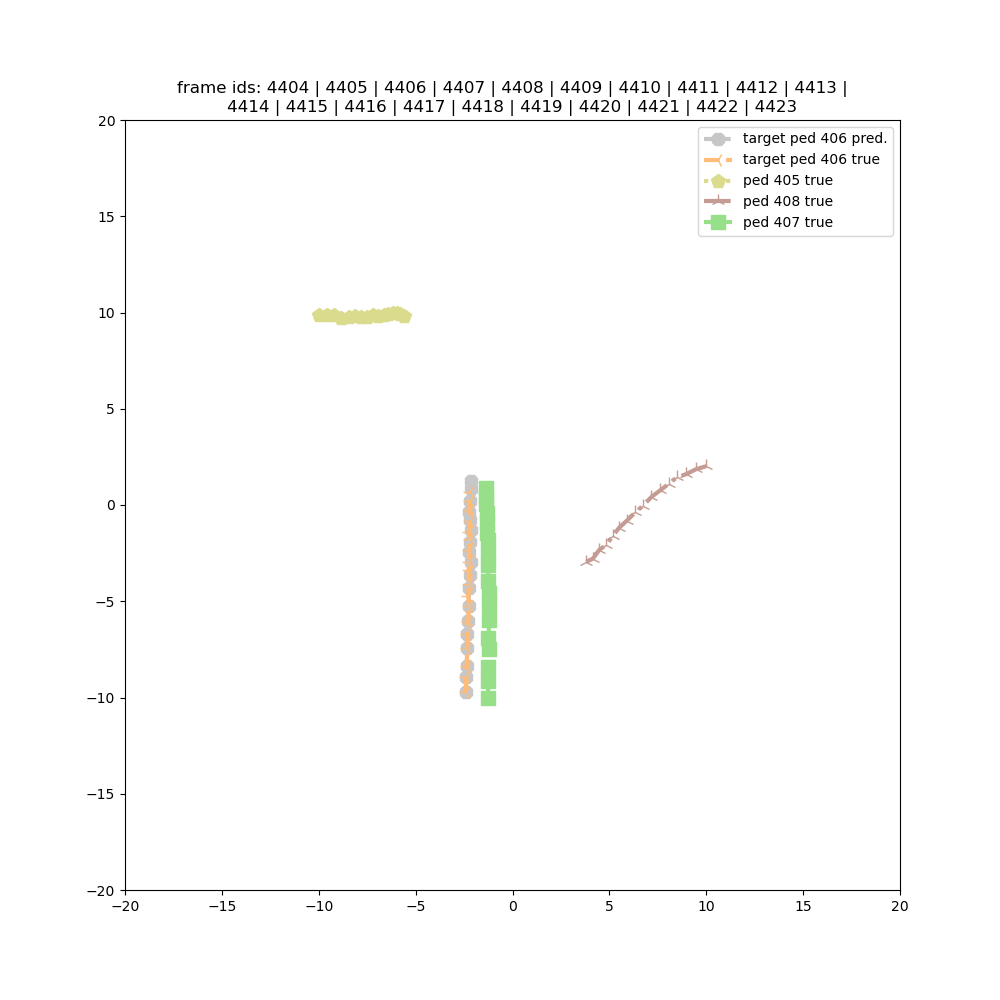 frame ids: 4404 | 4405 | 4406 | 4407 | 4408 | 4409 | 4410 | 4411 | 4412 | 4413 |
4414 | 4415 | 4416 | 4417 | 4418 | 4419 | 4420 | 4421 | 4422 | 4423
target ped 406 pred.
target ped 406 true
ped 405 true
ped 408 true
ped 407 true
20
15
10
5
0
−5
−10
−15
−20
−20 −15 −10 −5 0 5 10 15 20